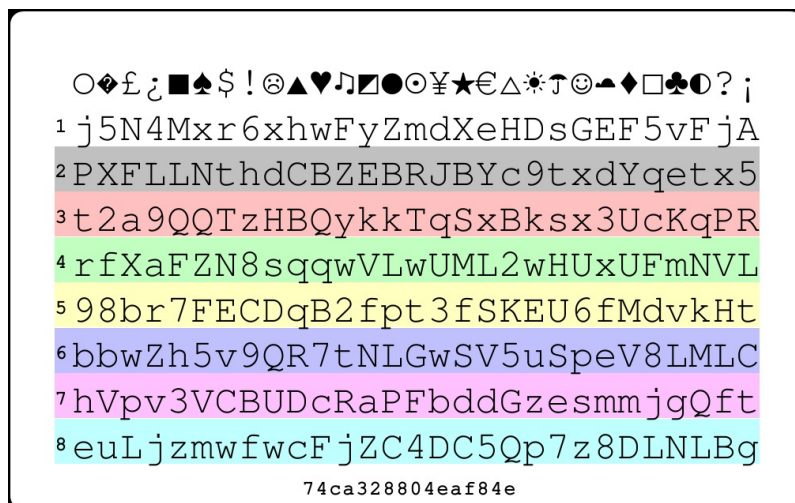 ○�£¿■♠$!☹▲♥♫◩●⊙¥★€△☀☂☺☁♦□♣◐?¡
1 j5N4Mxr6xhwFyZmdXeHDsGEF5vFjA
2 PXFLLNthdCBZEBRJBYc9txdYqetx5
3 t2a9QQTzHBQykkTqSxBksx3UcKqPR
4 rfXaFZN8sqqwVLwUML2wHUxUFmNVL
5 98br7FECDqB2fpt3fSKEU6fMdvkHt
6 bbwZh5v9QR7tNLGwSV5uSpeV8LMLC
7 hVpv3VCBUDcRaPFbddGzesmmjgQft
8 euLjzmwfwcFjZC4DC5Qp7z8DLNLBg
74ca328804eaf84e